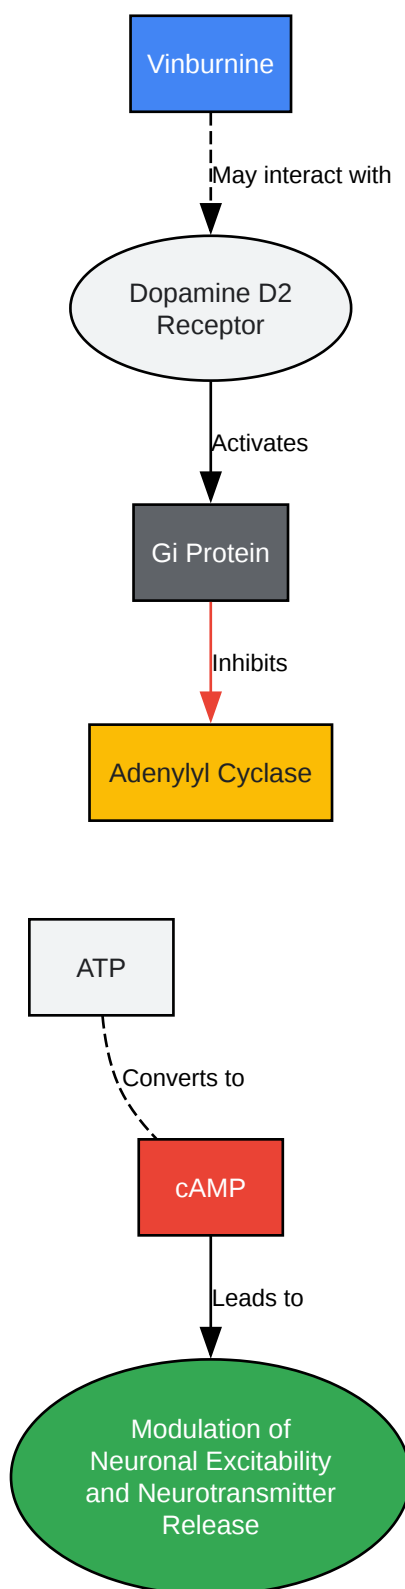 Vinburnine
May interact with
Dopamine D2
Receptor
Activates
Gi Protein
Inhibits
Adenylyl Cyclase
ATP
Converts to
cAMP
Leads to
Modulation of
Neuronal Excitability
and Neurotransmitter
Release